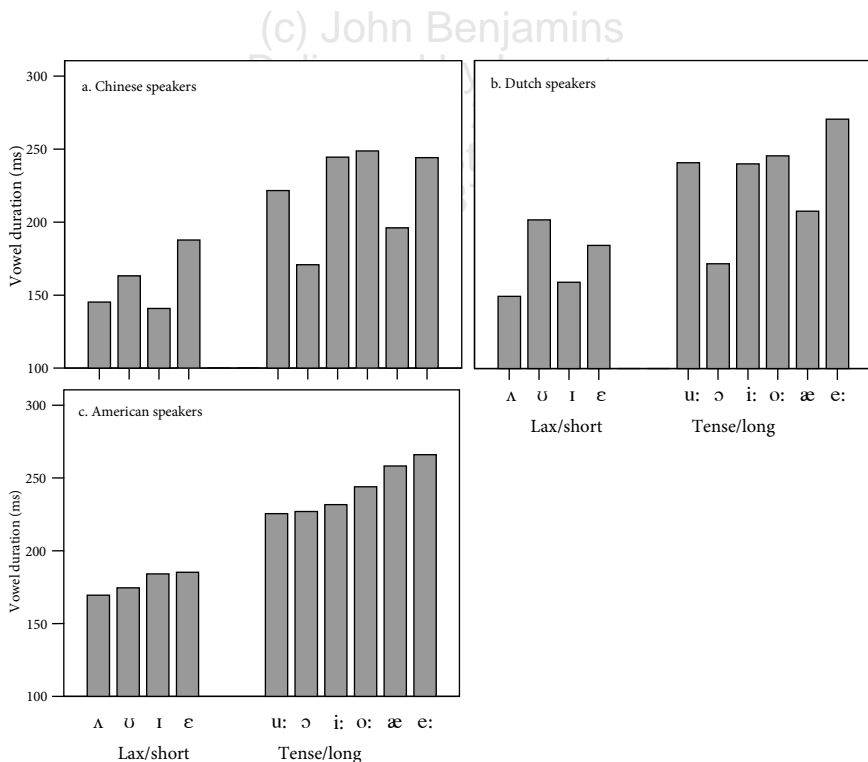 (c) John Benjamins
a. Chinese speakers
Vowel duration (ms)
300
250
200
150
100
b. Dutch speakers
ʌ ʊ ɪ ɛ
u: ɔ i: o: æ e:
Lax/short
Tense/long
c. American speakers
Vowel duration (ms)
300
250
200
150
100
ʌ ʊ ɪ ɛ
u: ɔ i: o: æ e:
Lax/short
Tense/long